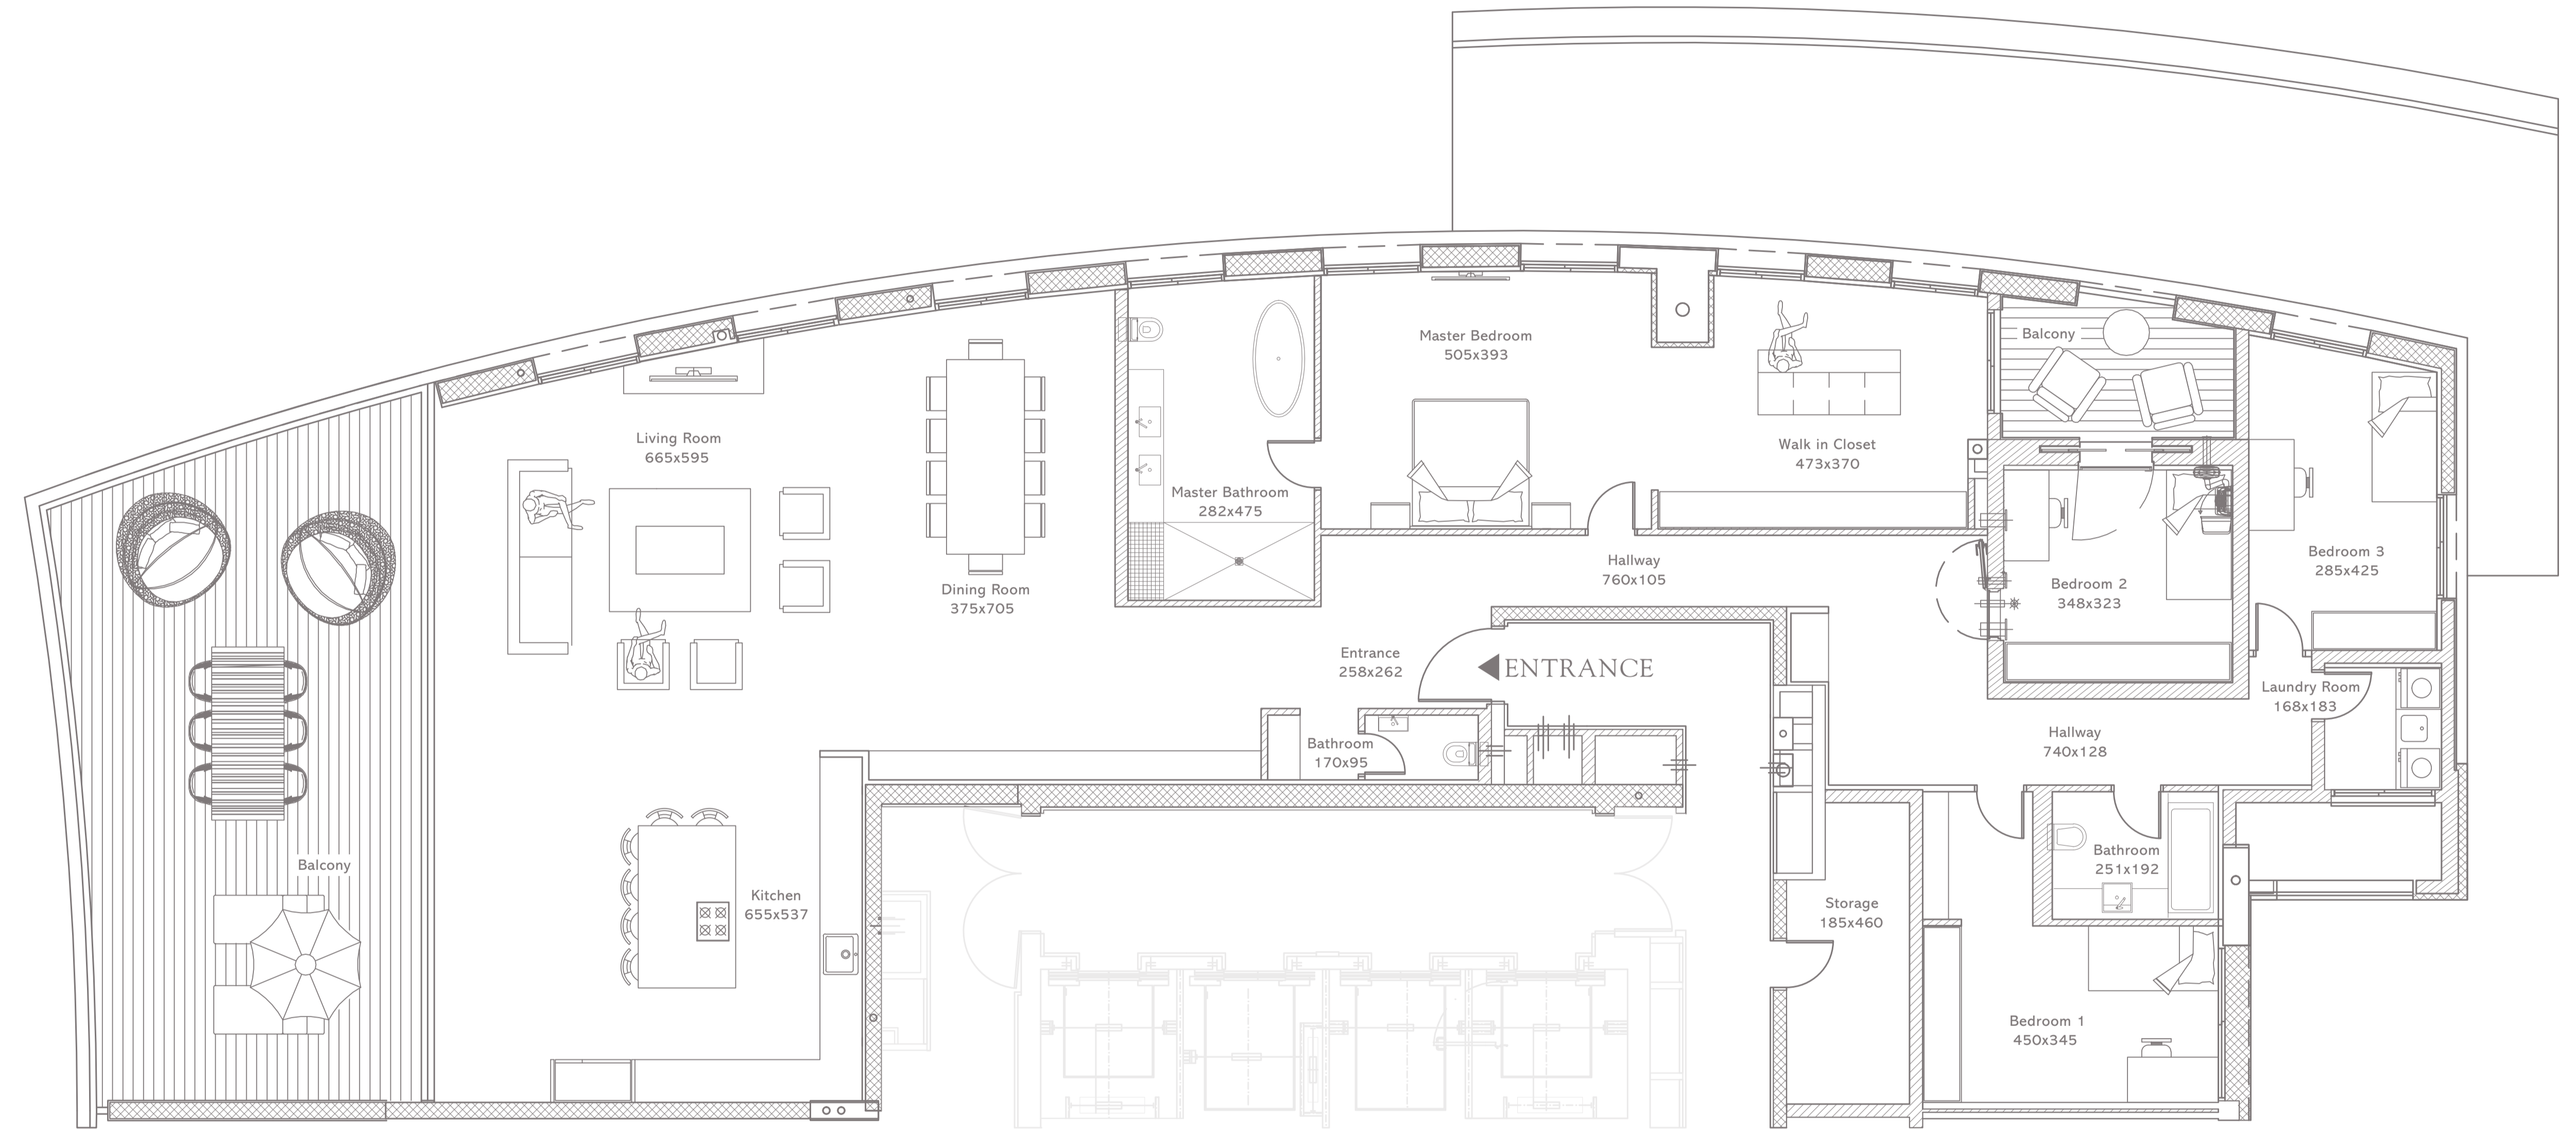 Balcony
Living Room
665x595
Dining Room
375x705
Master Bathroom
282x475
Master Bedroom
505x393
Walk in Closet
473x370
Balcony
Hallway
760x105
Bedroom 2
348x323
Bedroom 3
285x425
Entrance
258x262
ENTRANCE
Laundry Room
168x183
Bathroom
170x95
Hallway
740x128
Kitchen
655x537
Storage
185x460
Bathroom
251x192
Bedroom 1
450x345